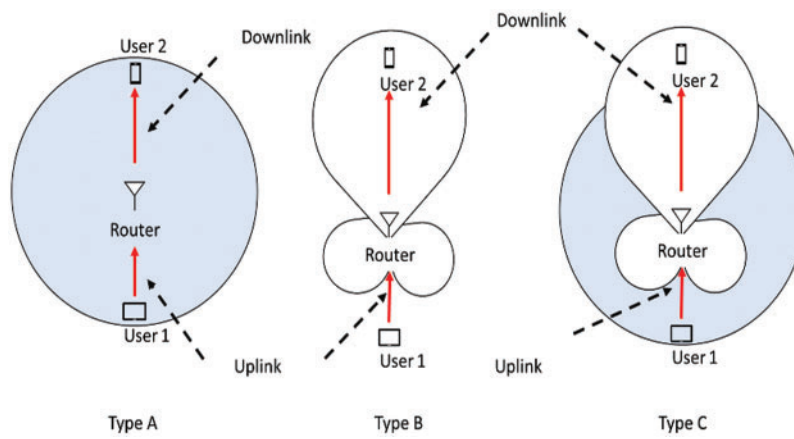 Downlink
Downlink
User 2
User 2
User 2
Router
Router
Router
User 1
User 1
User 1
Uplink
Uplink
Type A
Type B
Type C